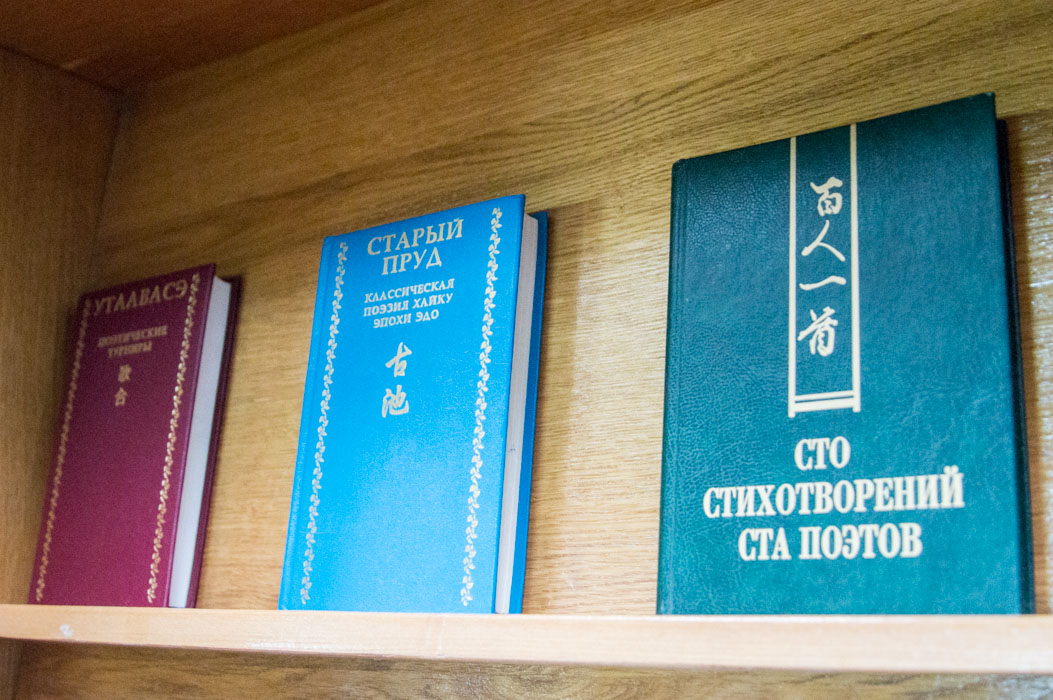 УТААВАСЭ
ПОЭТИЧЕСКИЕ
ТУРНИРЫ
歌
合
СТАРЫЙ
ПРУД
КЛАССИЧЕСКАЯ
ПОЭЗИЯ ХАЙКУ
ЭПОХИ ЭДО
古
池
百人一首
СТО
СТИХОТВОРЕНИЙ
СТА ПОЭТОВ